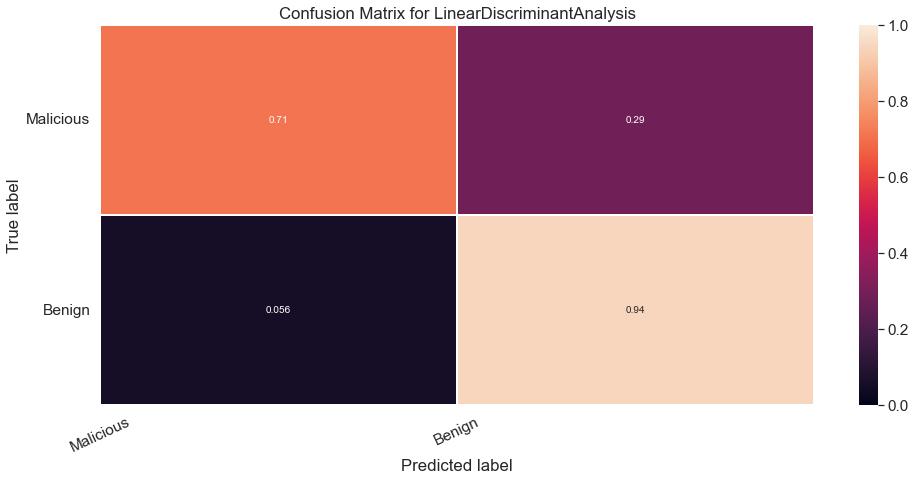 Confusion Matrix for LinearDiscriminantAnalysis
1.0
Malicious
0.71
0.29
0.8
0.6
True label
0.4
Benign
0.056
0.94
0.2
0.0
Malicious
Benign
Predicted label